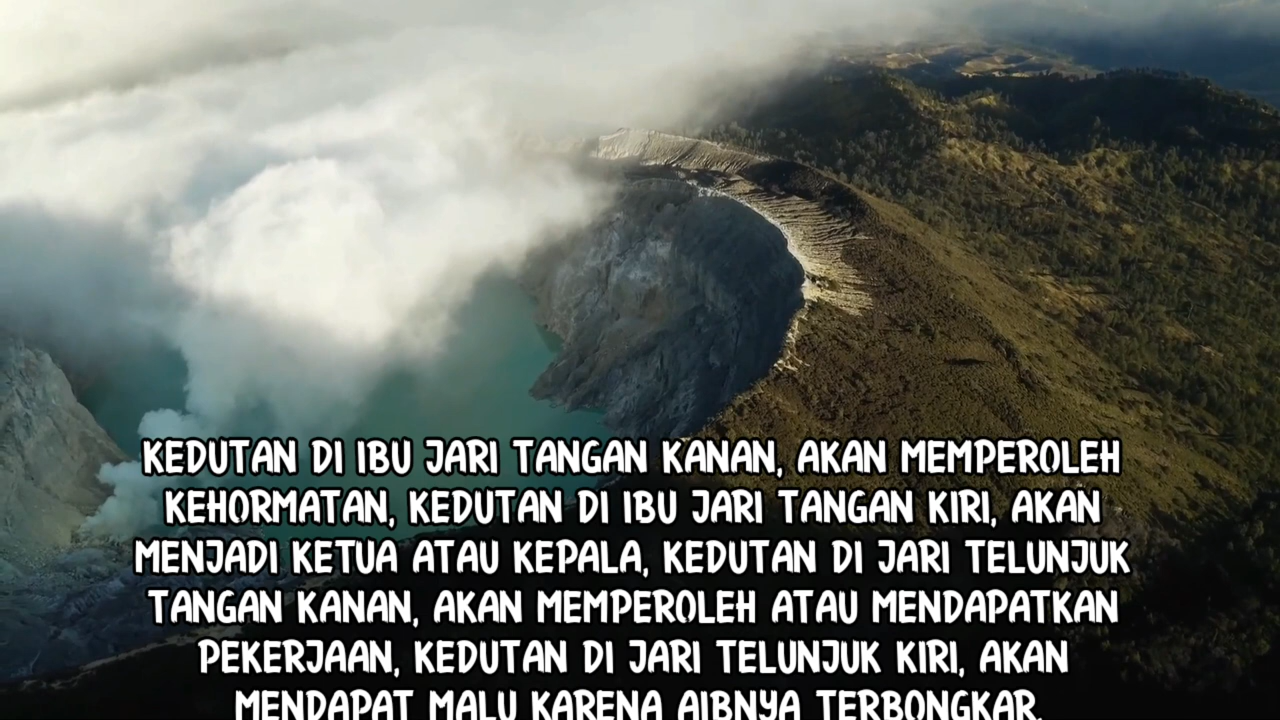 KEDUTAN DI IBU JARI TANGAN KANAN, AKAN MEMPEROLEH
KEHORMATAN, KEDUTAN DI IBU JARI TANGAN KIRI, AKAN
MENJADI KETUA ATAU KEPALA, KEDUTAN DI JARI TELUNJUK
TANGAN KANAN, AKAN MEMPEROLEH ATAU MENDAPATKAN
PEKERJAAN, KEDUTAN DI JARI TELUNJUK KIRI, AKAN
MENDAPAT MALU KARENA AIBNYA TERBONGKAR.